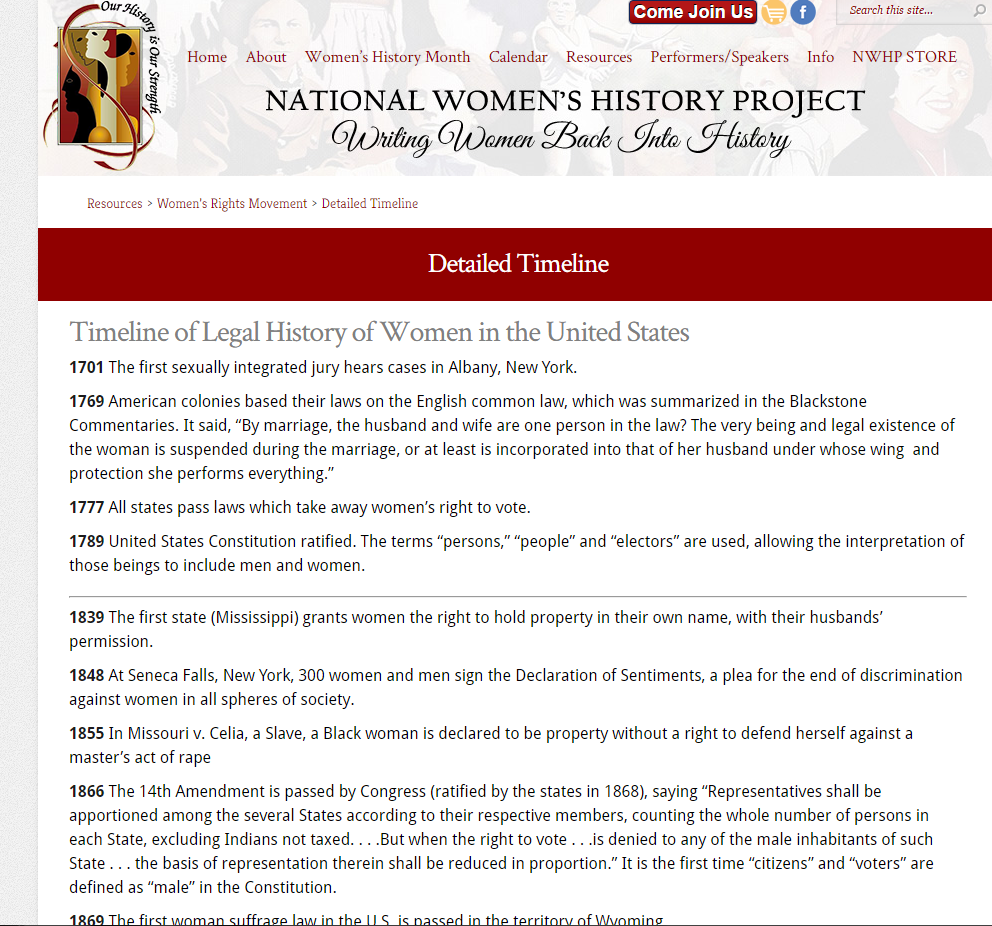 Our History is Our Strength
Come Join Us
f
Search this site...
Home About Women's History Month Calendar Resources Performers/Speakers Info NWHP STORE
NATIONAL WOMEN'S HISTORY PROJECT
Writing Women Back Into History
Resources > Women's Rights Movement > Detailed Timeline
Detailed Timeline
Timeline of Legal History of Women in the United States
1701 The first sexually integrated jury hears cases in Albany, New York.
1769 American colonies based their laws on the English common law, which was summarized in the Blackstone
Commentaries. It said, “By marriage, the husband and wife are one person in the law? The very being and legal existence of
the woman is suspended during the marriage, or at least is incorporated into that of her husband under whose wing  and
protection she performs everything.”
1777 All states pass laws which take away women’s right to vote.
1789 United States Constitution ratified. The terms “persons,” “people” and “electors” are used, allowing the interpretation of
those beings to include men and women.
1839 The first state (Mississippi) grants women the right to hold property in their own name, with their husbands’
permission.
1848 At Seneca Falls, New York, 300 women and men sign the Declaration of Sentiments, a plea for the end of discrimination
against women in all spheres of society.
1855 In Missouri v. Celia, a Slave, a Black woman is declared to be property without a right to defend herself against a
master’s act of rape
1866 The 14th Amendment is passed by Congress (ratified by the states in 1868), saying “Representatives shall be
apportioned among the several States according to their respective members, counting the whole number of persons in
each State, excluding Indians not taxed. . . .But when the right to vote . . .is denied to any of the male inhabitants of such
State . . . the basis of representation therein shall be reduced in proportion.” It is the first time “citizens” and “voters” are
defined as “male” in the Constitution.
1869 The first woman suffrage law in the U.S. is passed in the territory of Wyoming